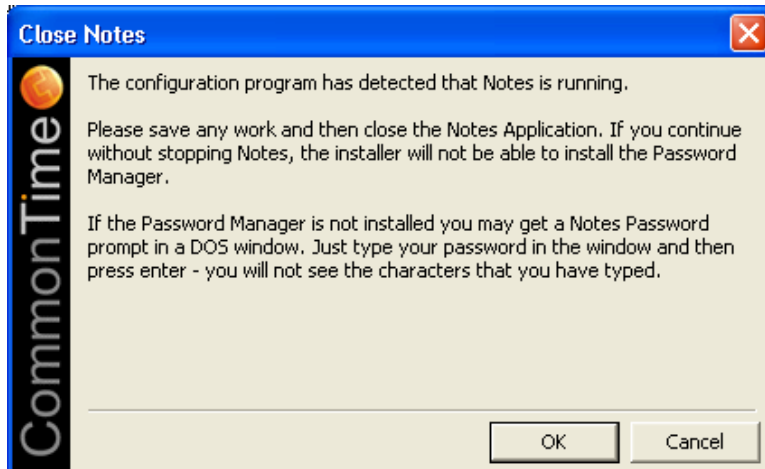 Close Notes
CommonTime
The configuration program has detected that Notes is running.
Please save any work and then close the Notes Application. If you continue
without stopping Notes, the installer will not be able to install the Password
Manager.
If the Password Manager is not installed you may get a Notes Password
prompt in a DOS window. Just type your password in the window and then
press enter - you will not see the characters that you have typed.
OK
Cancel